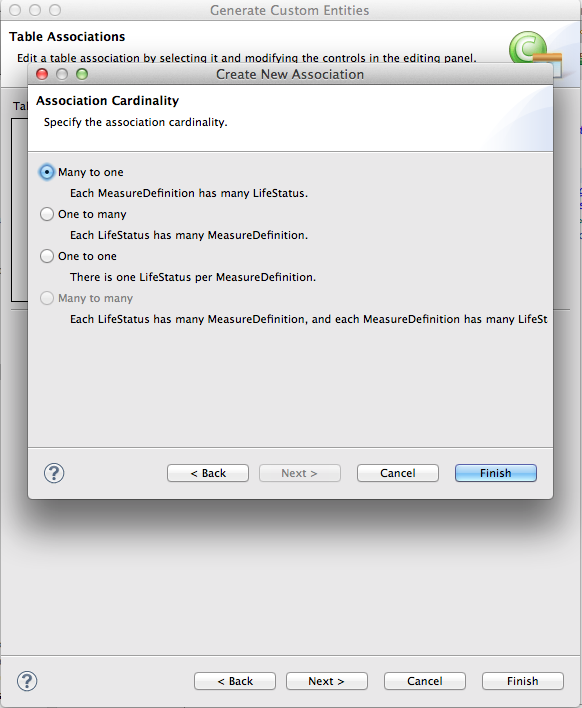 Generate Custom Entities
Table Associations
Edit a table association by selecting it and modifying the controls in the editing panel.
Create New Association
Association Cardinality
Specify the association cardinality.
Many to one
Each MeasureDefinition has many LifeStatus.
One to many
Each LifeStatus has many MeasureDefinition.
One to one
There is one LifeStatus per MeasureDefinition.
Many to many
Each LifeStatus has many MeasureDefinition, and each MeasureDefinition has many LifeSt
? < Back Next > Cancel Finish
? < Back Next > Cancel Finish